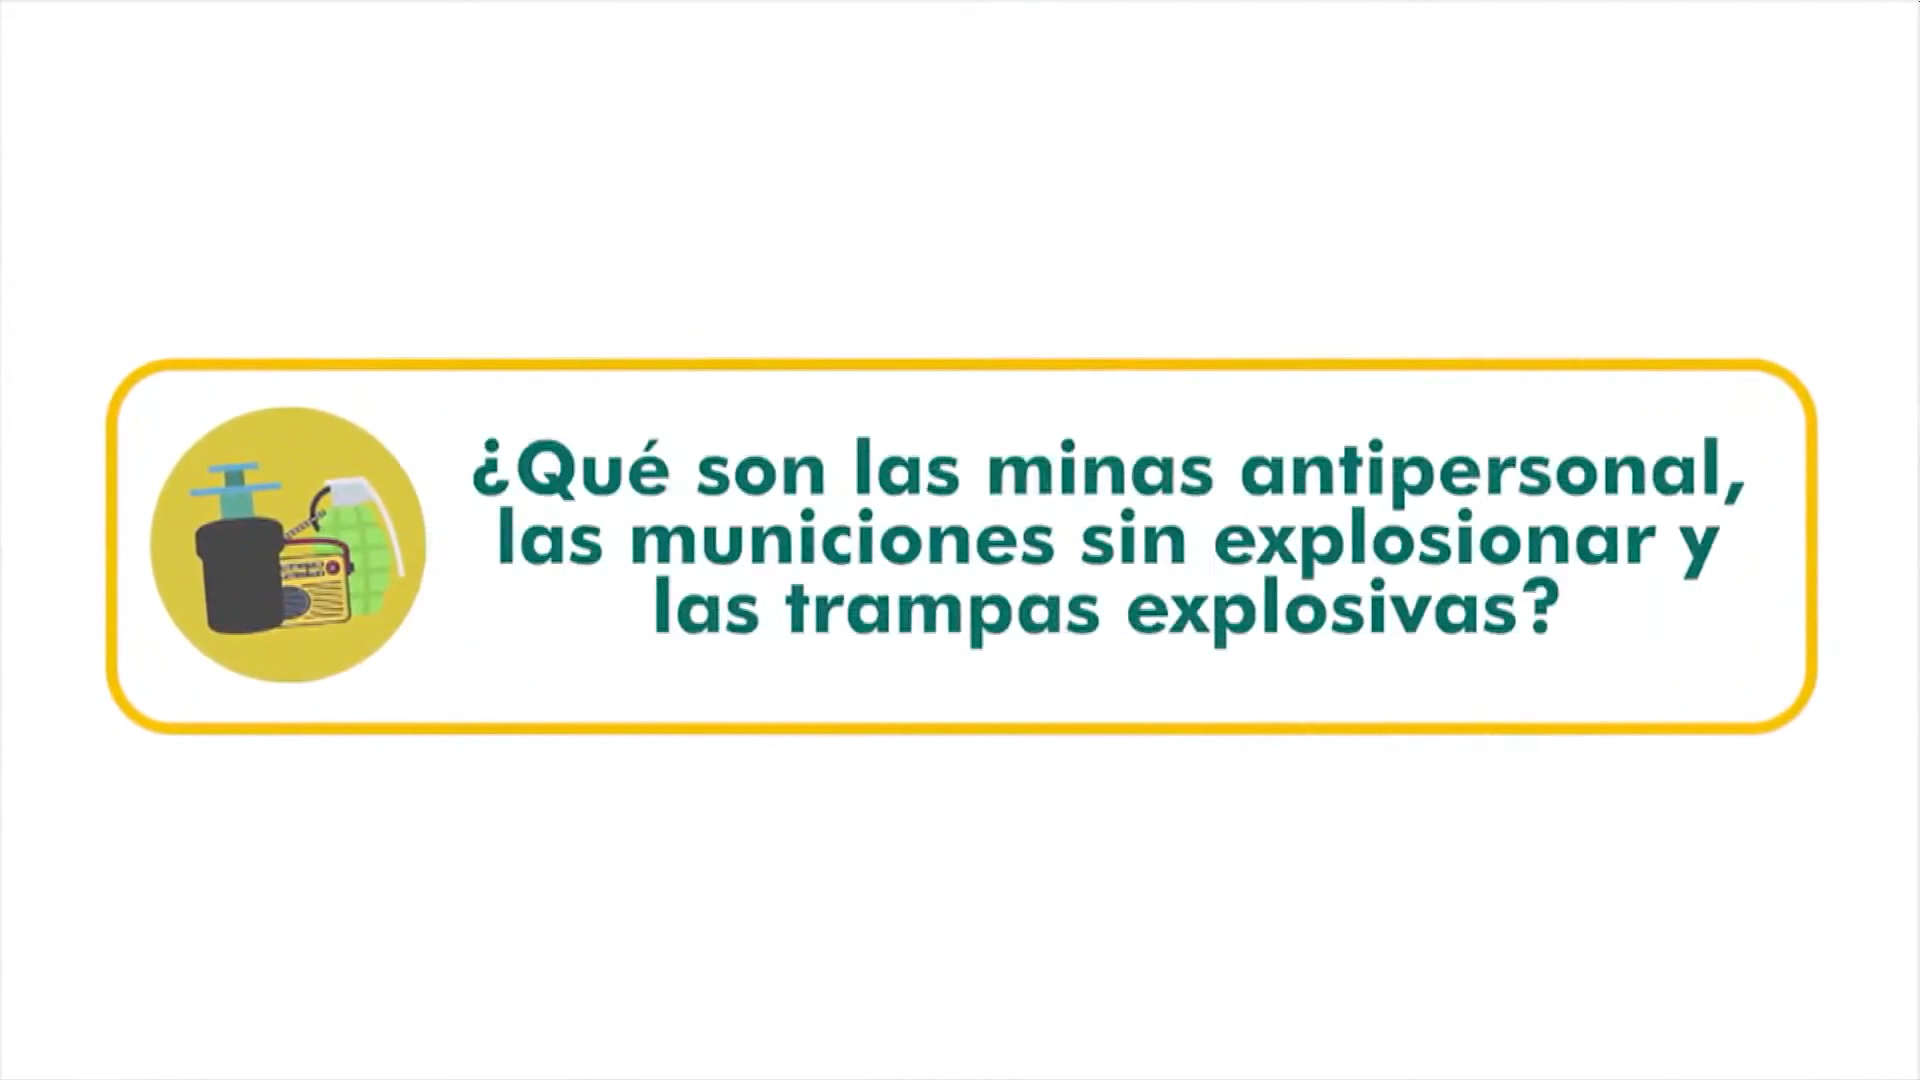 ¿Qué son las minas antipersonal,
las municiones sin explosionar y
las trampas explosivas?